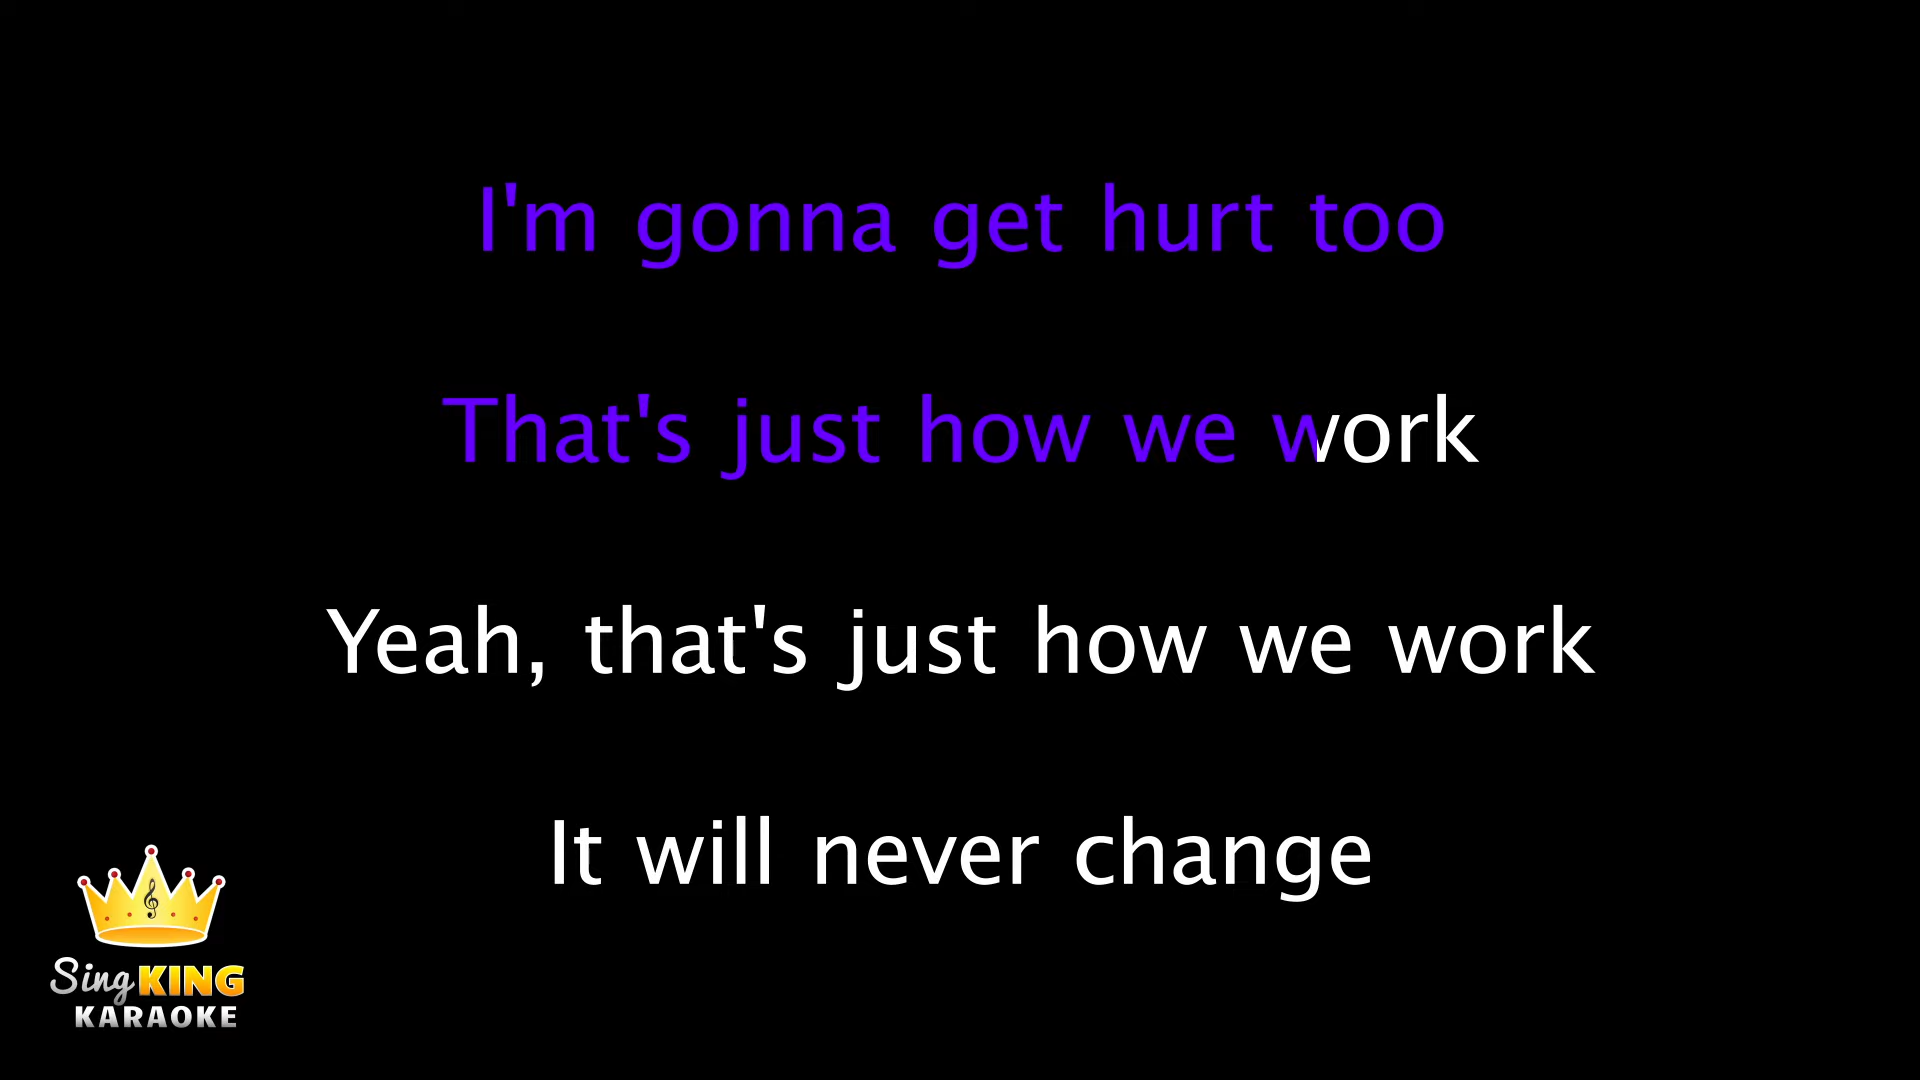 I'm gonna get hurt too
That's just how we work
Yeah, that's just how we work
It will never change
Sing KING
KARAOKE